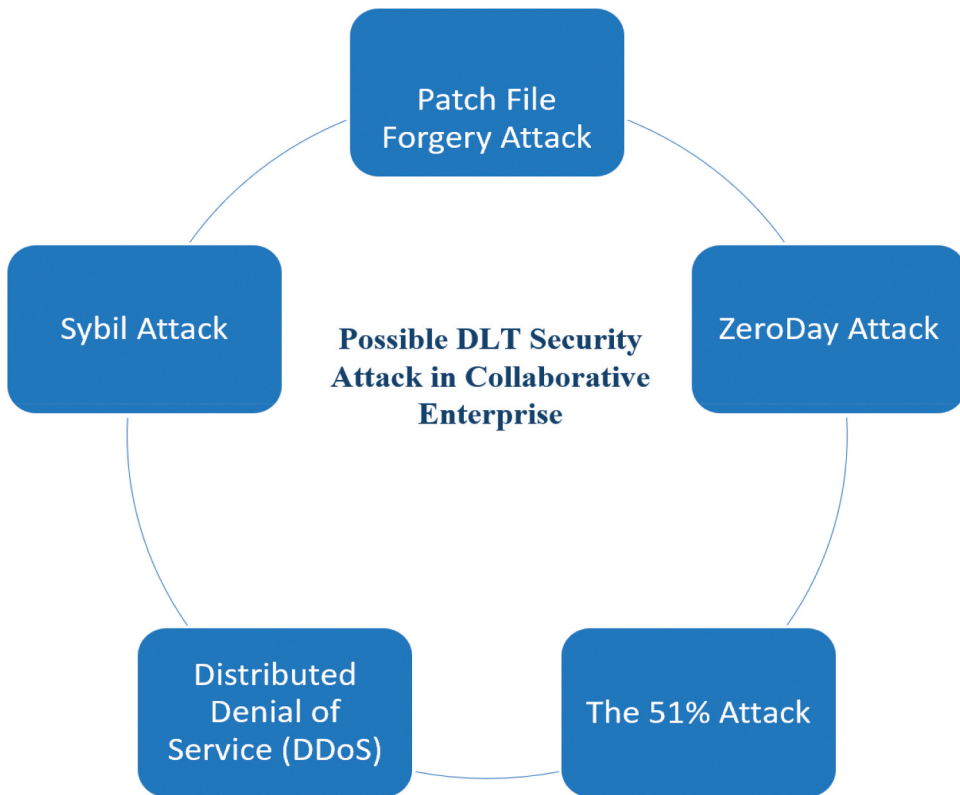 Patch File
Forgery Attack
Sybil Attack
ZeroDay Attack
Possible DLT Security
Attack in Collaborative
Enterprise
Distributed
Denial of
Service (DDoS)
The 51% Attack